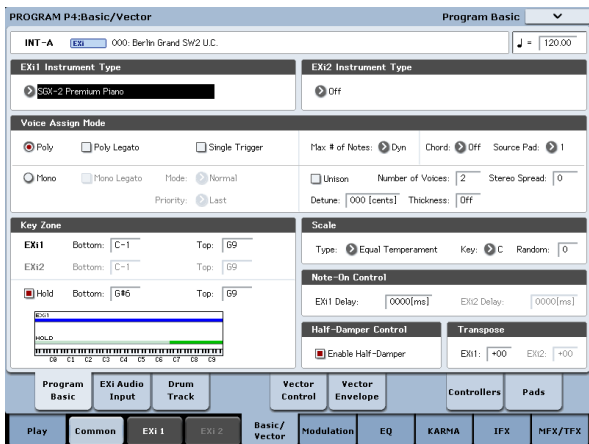 PROGRAM P4:Basic/Vector Program Basic
INT-A EXi 000: Berlin Grand SW2 U.C. ♩ = 120.00
EXi1 Instrument Type EXi2 Instrument Type
SGX-2 Premium Piano Off
Voice Assign Mode
Poly Poly Legato Single Trigger Max # of Notes: Dyn Chord: Off Source Pad: 1
Mono Mono Legato Mode: Normal Unison Number of Voices: 2 Stereo Spread: 0
Priority: Last Detune: 000 [cents] Thickness: Off
Key Zone Scale
EXi1 Bottom: C-1 Top: G9 Type: Equal Temperament Key: C Random: 0
EXi2 Bottom: C-1 Top: G9
Note-On Control
Hold Bottom: G#6 Top: G9 EXi1 Delay: 0000[ms] EXi2 Delay: 0000[ms]
EXi1
Half-Damper Control Transpose
HOLD
Enable Half-Damper EXi1: +00 EXi2: +00
C0 C1 C2 C3 C4 C5 C6 C7 C8 C9
Program Basic EXi Audio Input Drum Track Vector Control Vector Envelope Controllers Pads
Play Common EXi 1 EXi 2 Basic/Vector Modulation EQ KARMA IFX MFX/TFX